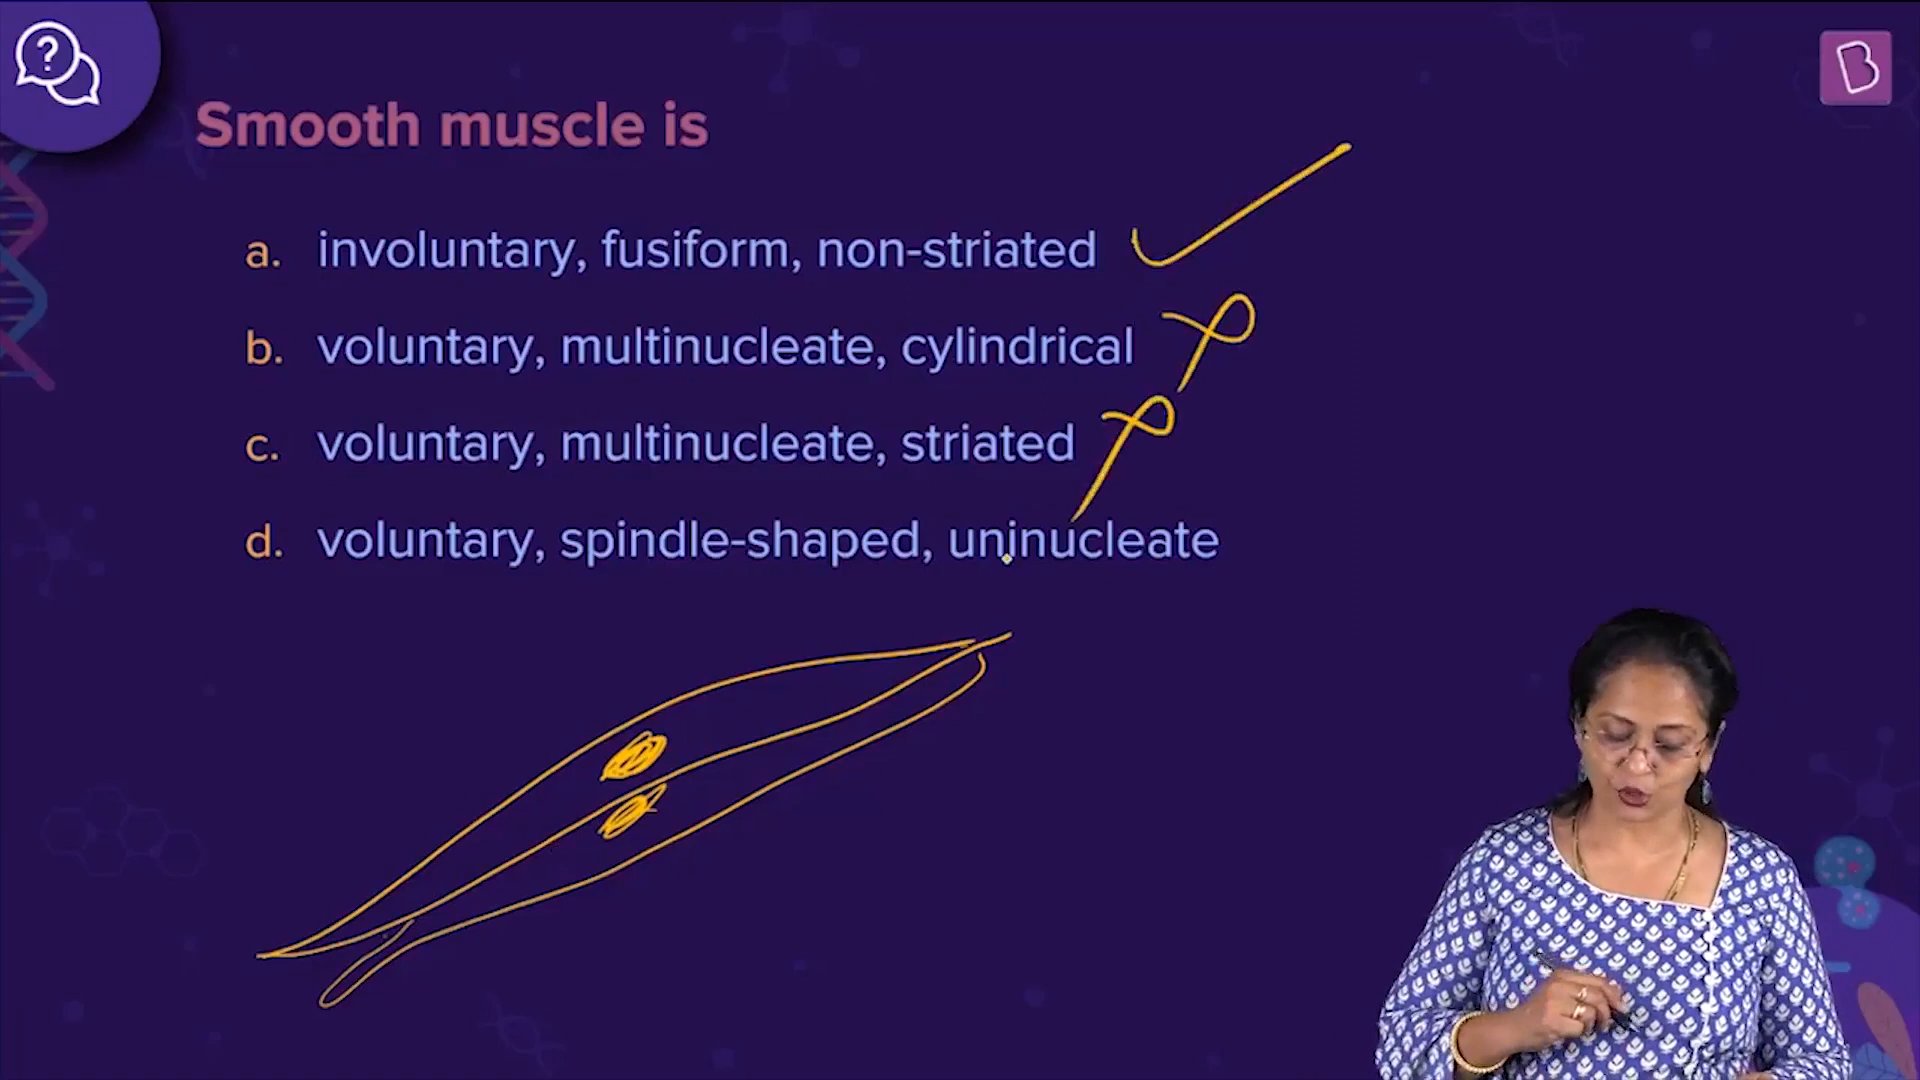 ?
B
Smooth muscle is
a. involuntary, fusiform, non-striated
b. voluntary, multinucleate, cylindrical
c. voluntary, multinucleate, striated
d. voluntary, spindle-shaped, uninucleate